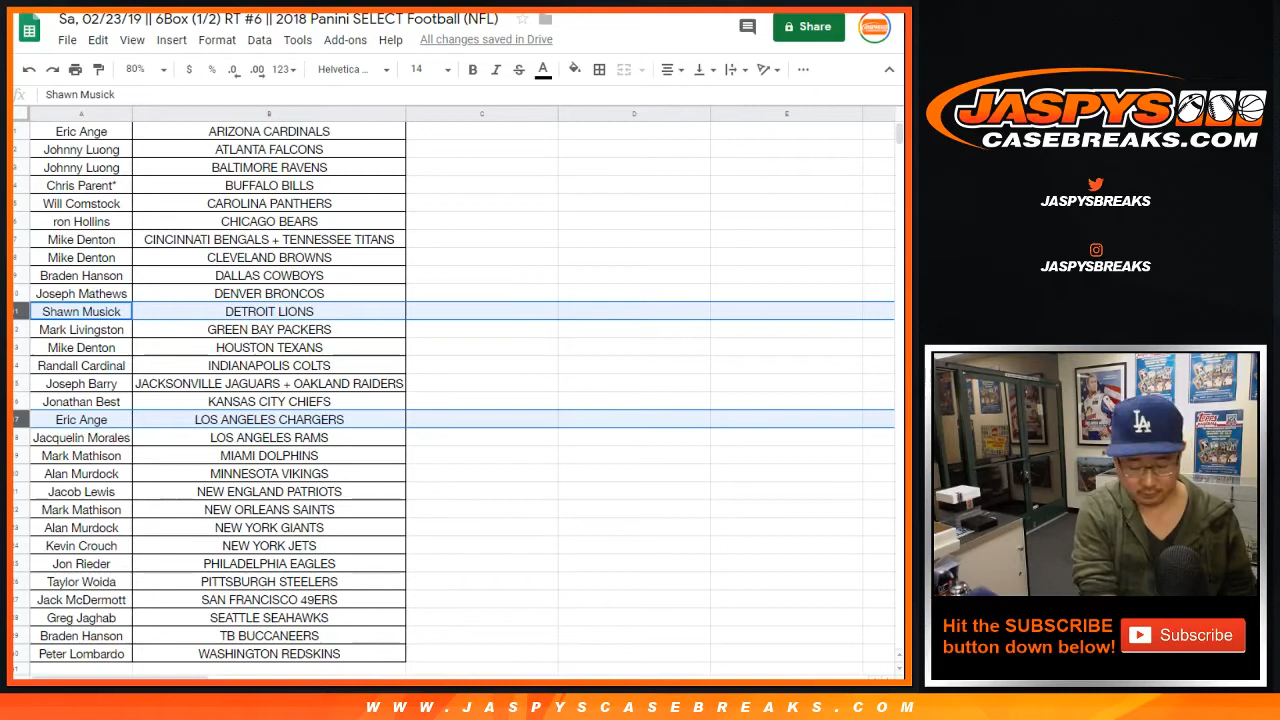 Sa, 02/23/19 || 6Box (1/2) RT #6 || 2018 Panini SELECT Football (NFL)
File Edit View Insert Format Data Tools Add-ons Help All changes saved in Drive
Share
80% $ % .0 .00 123 Helvetica ... 14 B I S A
fx Shawn Musick
A B C D E
Eric Ange ARIZONA CARDINALS
Johnny Luong ATLANTA FALCONS
Johnny Luong BALTIMORE RAVENS
Chris Parent* BUFFALO BILLS
Will Comstock CAROLINA PANTHERS
ron Hollins CHICAGO BEARS
Mike Denton CINCINNATI BENGALS + TENNESSEE TITANS
Mike Denton CLEVELAND BROWNS
Braden Hanson DALLAS COWBOYS
Joseph Mathews DENVER BRONCOS
Shawn Musick DETROIT LIONS
Mark Livingston GREEN BAY PACKERS
Mike Denton HOUSTON TEXANS
Randall Cardinal INDIANAPOLIS COLTS
Joseph Barry JACKSONVILLE JAGUARS + OAKLAND RAIDERS
Jonathan Best KANSAS CITY CHIEFS
Eric Ange LOS ANGELES CHARGERS
Jacquelin Morales LOS ANGELES RAMS
Mark Mathison MIAMI DOLPHINS
Alan Murdock MINNESOTA VIKINGS
Jacob Lewis NEW ENGLAND PATRIOTS
Mark Mathison NEW ORLEANS SAINTS
Alan Murdock NEW YORK GIANTS
Kevin Crouch NEW YORK JETS
Jon Rieder PHILADELPHIA EAGLES
Taylor Woida PITTSBURGH STEELERS
Jack McDermott SAN FRANCISCO 49ERS
Greg Jaghab SEATTLE SEAHAWKS
Braden Hanson TB BUCCANEERS
Peter Lombardo WASHINGTON REDSKINS
JASPYS
CASEBREAKS.COM
JASPYSBREAKS
JASPYSBREAKS
LA
Topps
Hit the SUBSCRIBE
button down below!
Subscribe
WWW.JASPYSCASEBREAKS.COM